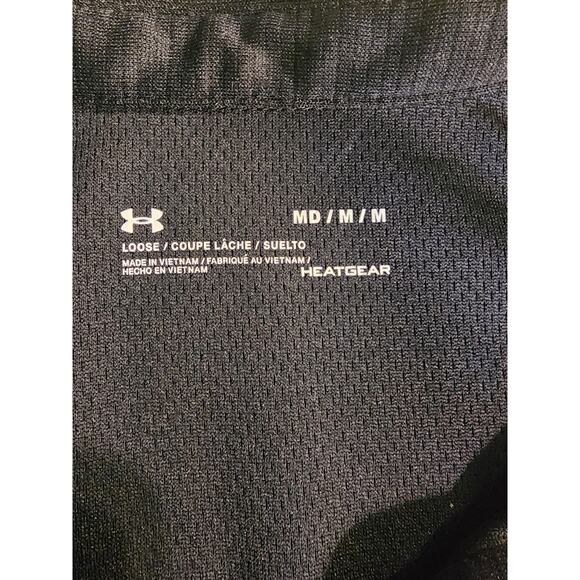 MD / M / M
LOOSE / COUPE LÂCHE / SUELTO
MADE IN VIETNAM / FABRIQUÉ AU VIETNAM /
HECHO EN VIETNAM
HEATGEAR